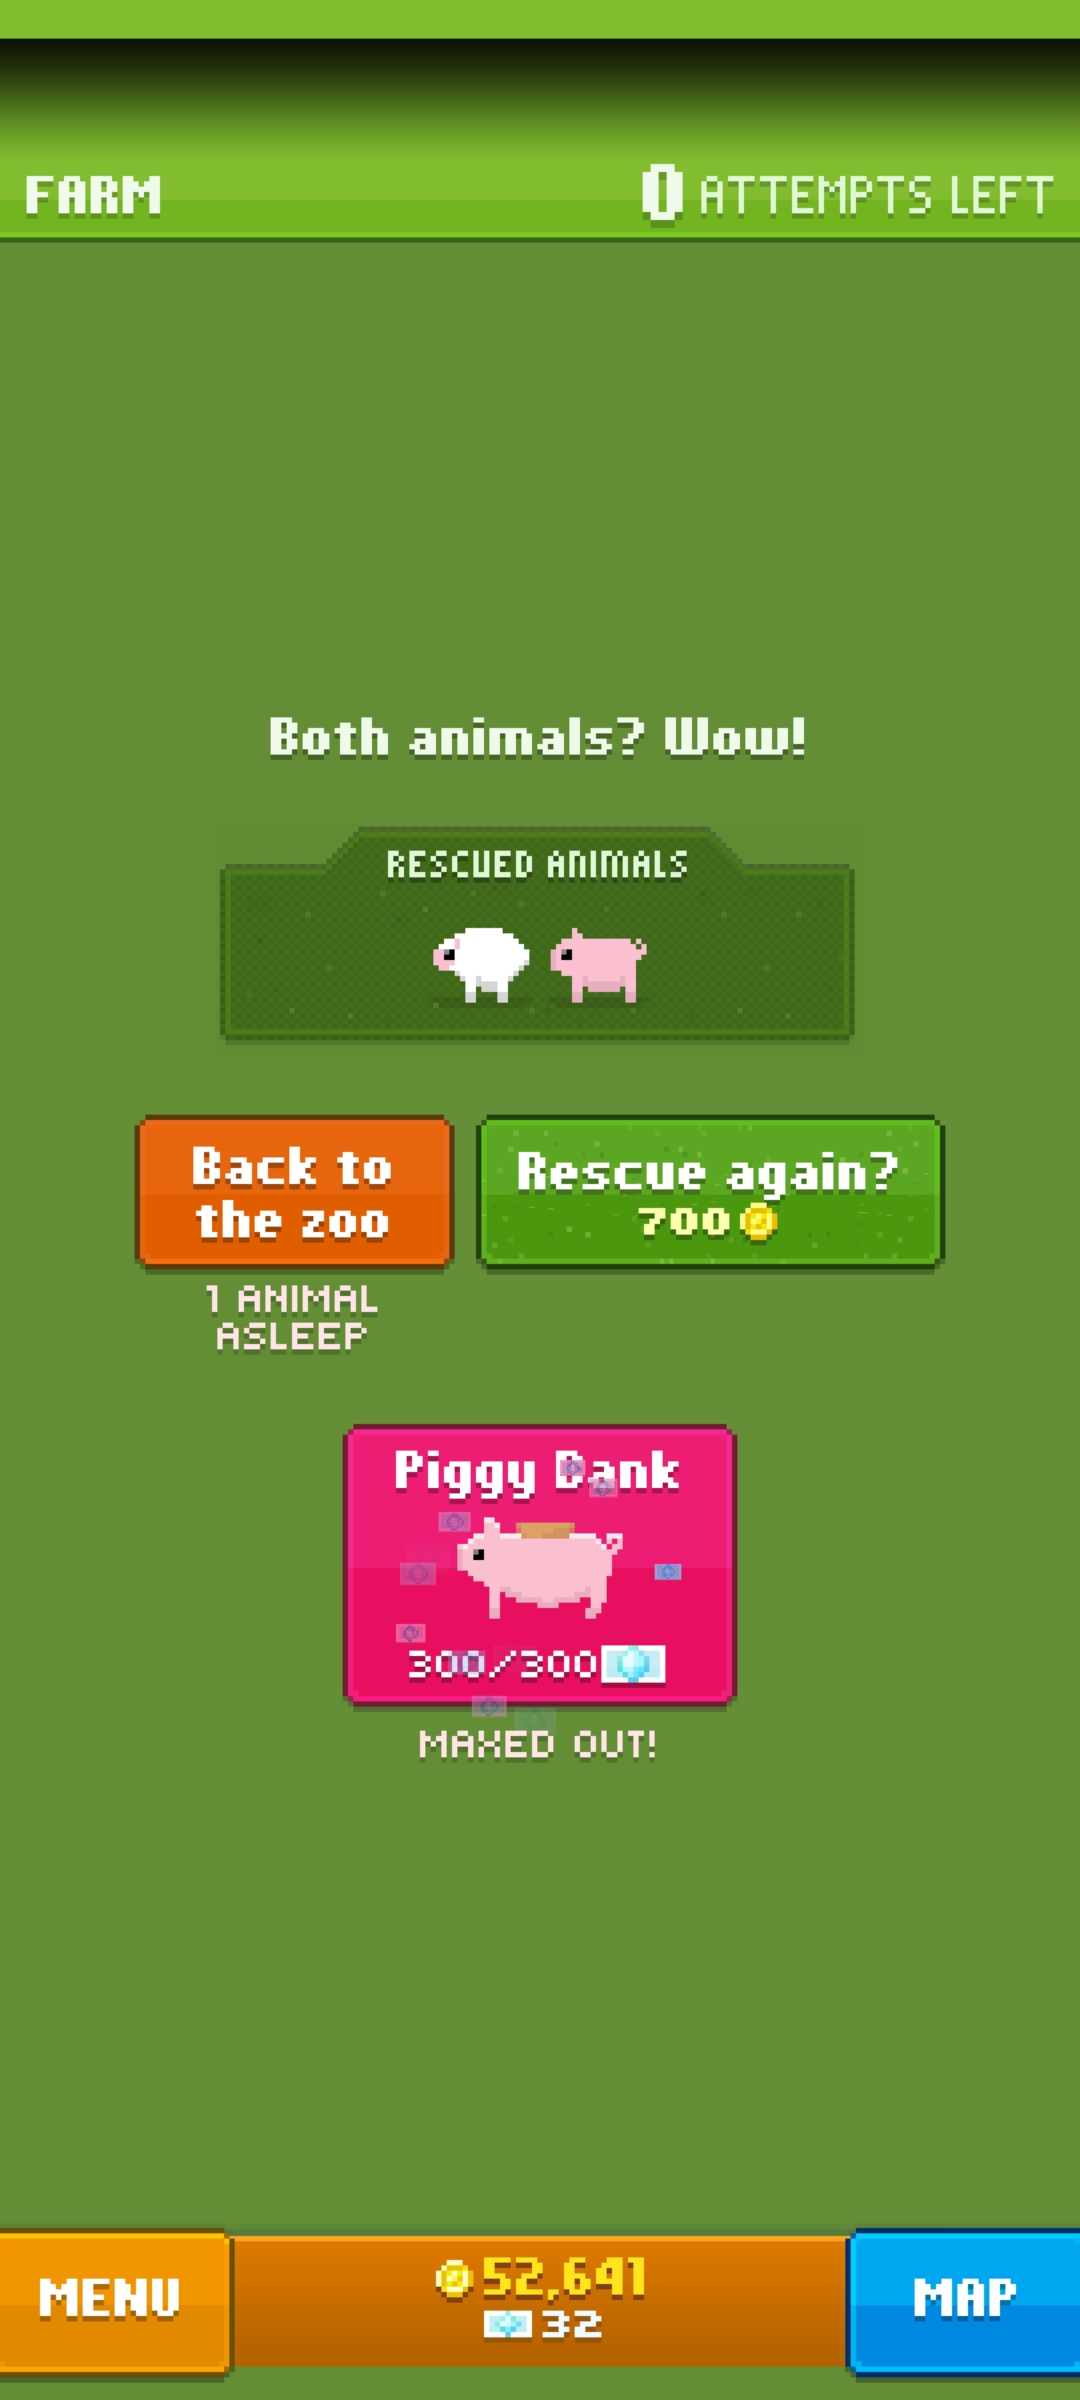 FARM
0 ATTEMPTS LEFT
Both animals? Wow!
RESCUED ANIMALS
Back to
the zoo
Rescue again?
700
1 ANIMAL
ASLEEP
Piggy Bank
300/300
MAXED OUT!
MENU
52,641
32
MAP